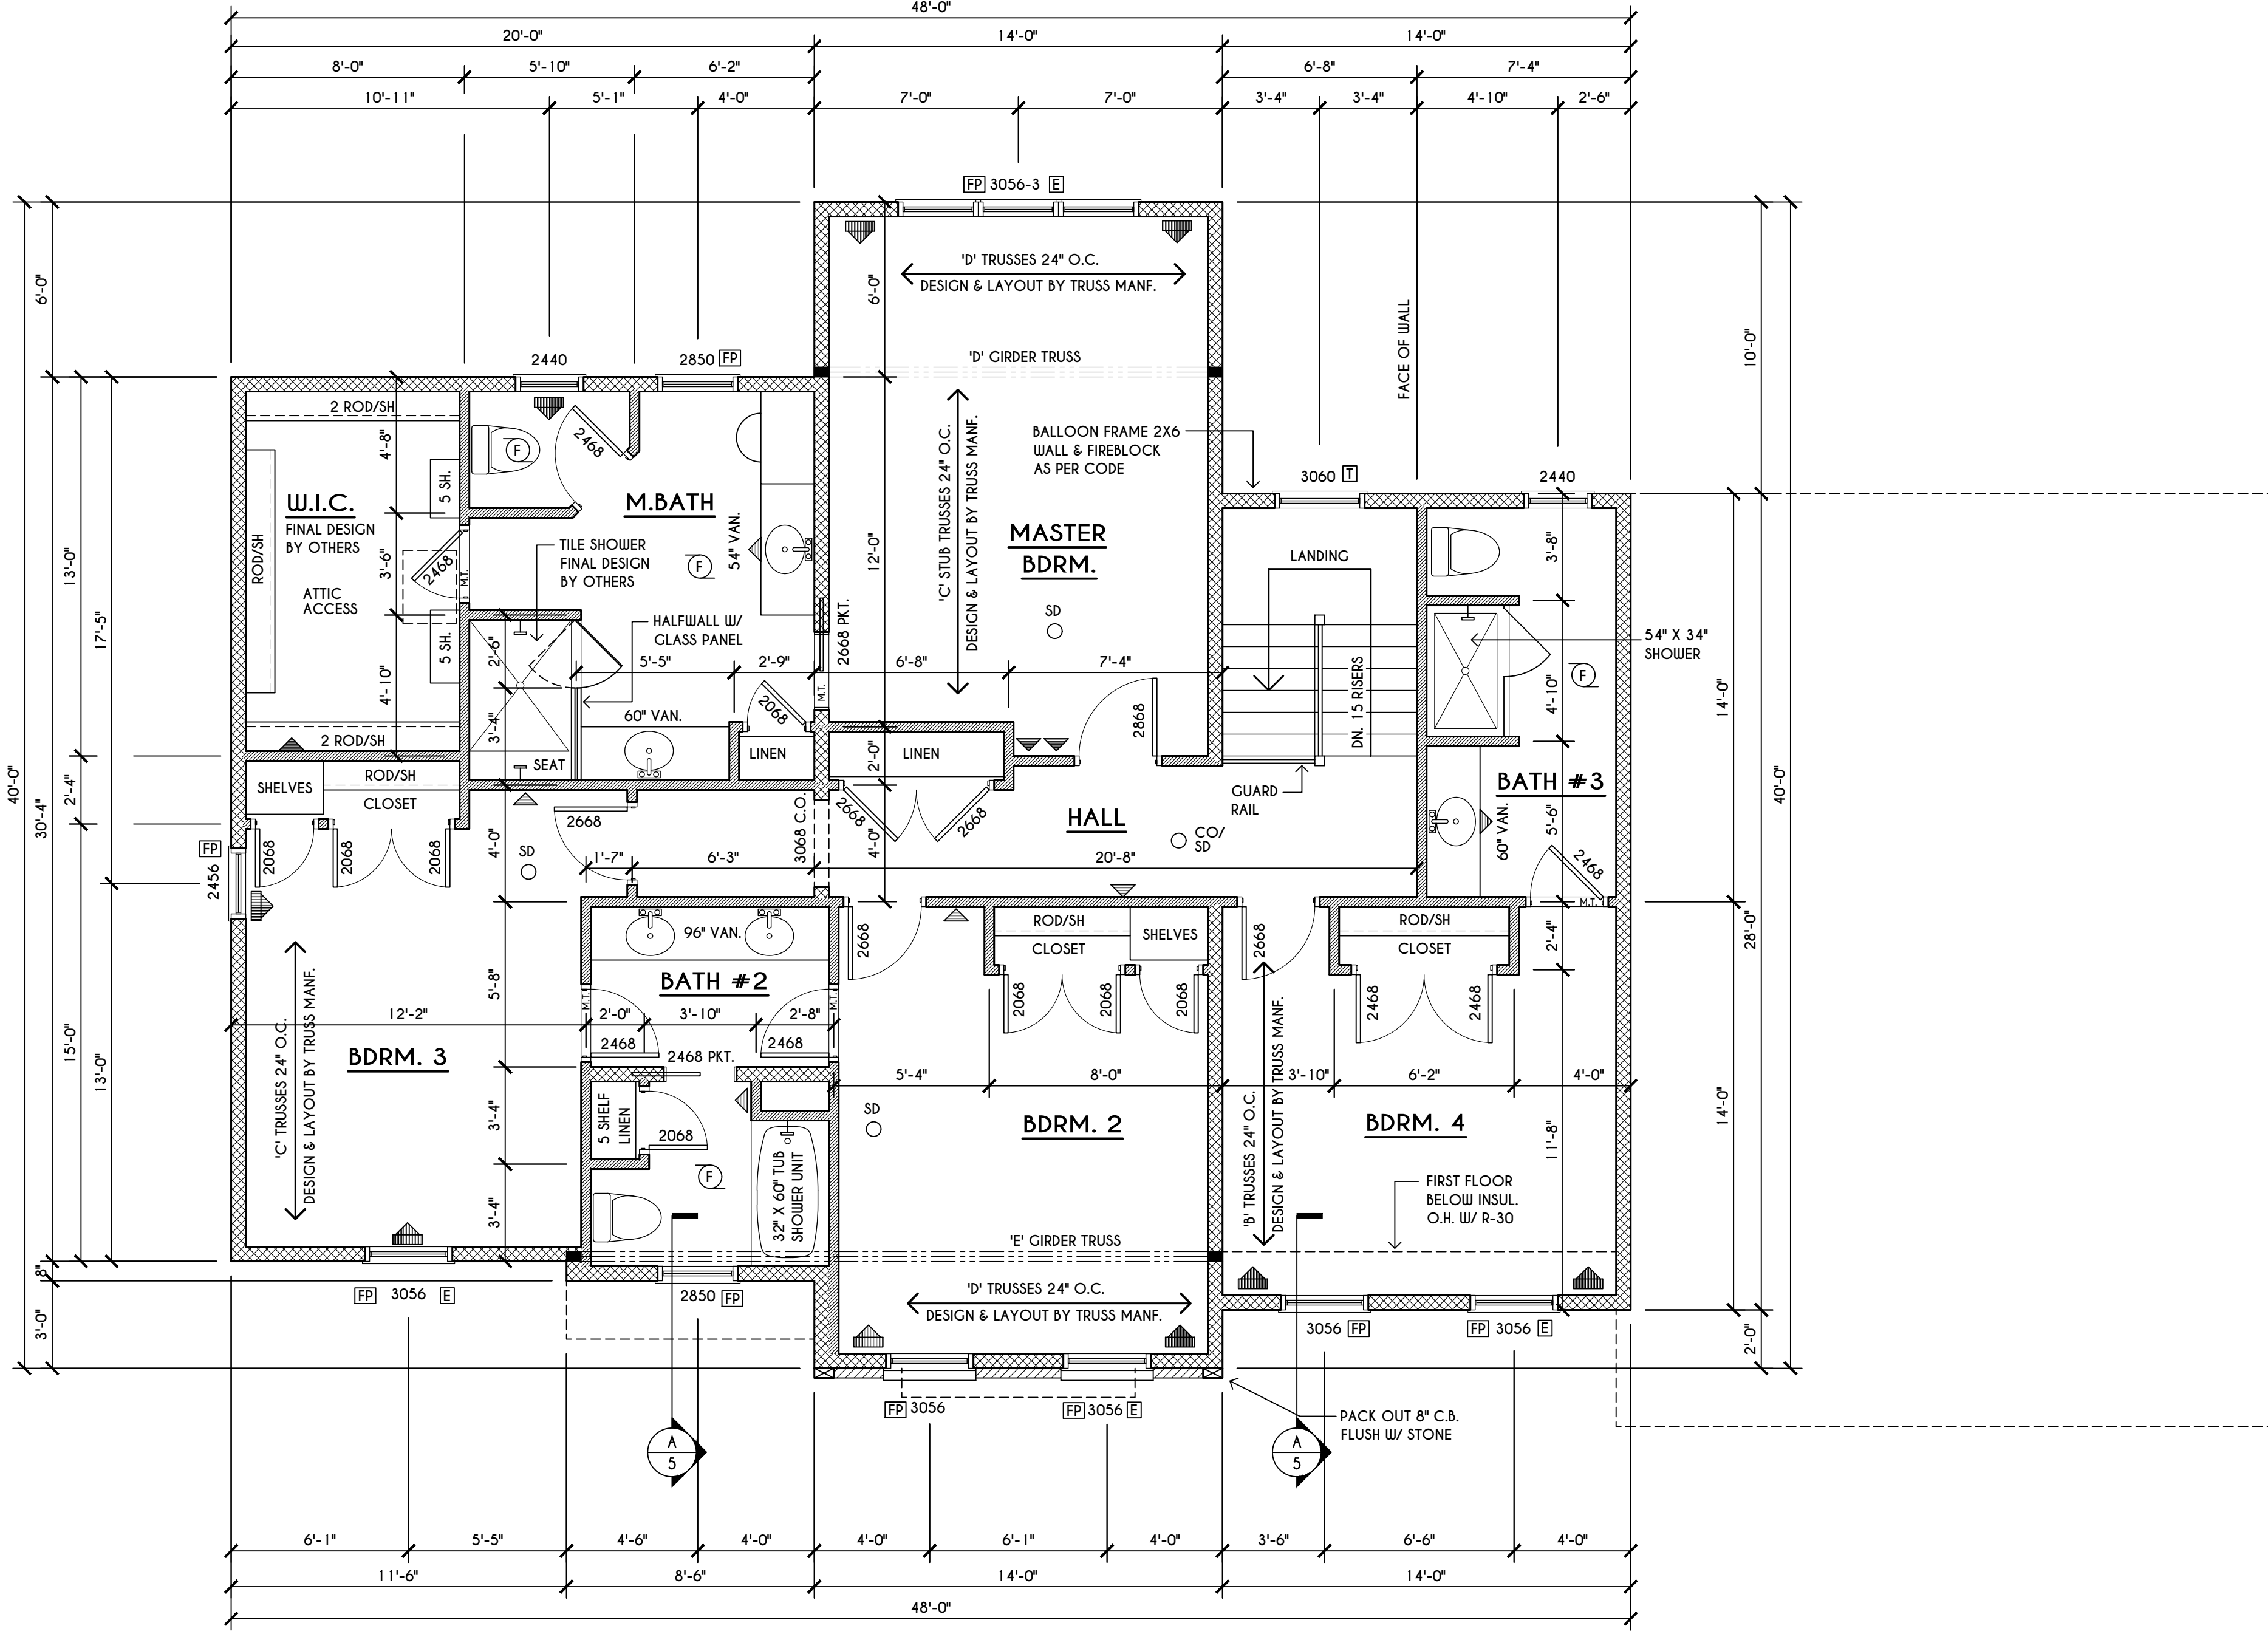 48'-0"
20'-0" 14'-0" 14'-0"
8'-0" 5'-10" 6'-2" 6'-8" 7'-4"
10'-11" 5'-1" 4'-0" 7'-0" 7'-0" 3'-4" 3'-4" 4'-10" 2'-6"
FP 3056-3 E
'D' TRUSSES 24" O.C.
DESIGN & LAYOUT BY TRUSS MANF.
6'-0"
6'-0"
10'-0"
FACE OF WALL
2440
2850 FP
'D' GIRDER TRUSS
2 ROD/SH
4'-8"
5 SH.
ROD/SH
W.I.C.
FINAL DESIGN
BY OTHERS
ATTIC
ACCESS
3'-6"
2468
M.T.
5 SH.
4'-10"
2 ROD/SH
F
2468
M.BATH
54" VAN.
F
TILE SHOWER
FINAL DESIGN
BY OTHERS
HALFWALL W/
GLASS PANEL
2'-6"
3'-4"
5'-5" 2'-9" 6'-8" 7'-4"
60" VAN.
2068
LINEN
SEAT
2668 PKT.
M.T.
12'-0"
'C' STUB TRUSSES 24" O.C.
DESIGN & LAYOUT BY TRUSS MANF.
BALLOON FRAME 2X6
WALL & FIREBLOCK
AS PER CODE
MASTER
BDRM.
SD
2868
3060 T
2440
LANDING
DN. 15 RISERS
GUARD
RAIL
3'-8"
54" X 34"
SHOWER
F
4'-10"
BATH #3
60" VAN.
5'-6"
2468
M.T.
14'-0"
40'-0"
28'-0"
14'-0"
2'-0"
40'-0"
30'-4"
13'-0"
17'-5"
2'-4"
15'-0"
13'-0"
8"
3'-0"
SHELVES
ROD/SH
CLOSET
2068
2068
2068
FP
2456
2668
4'-0"
SD
1'-7" 6'-3" 20'-8"
3068 C.O.
LINEN
2'-0"
2668
2668
4'-0"
HALL
CO/
SD
96" VAN.
BATH #2
M.T.
M.T.
2'-0" 3'-10" 2'-8"
2468
2468
2468 PKT.
12'-2"
5'-8"
BDRM. 3
'C' TRUSSES 24" O.C.
DESIGN & LAYOUT BY TRUSS MANF.
3'-4"
3'-4"
5 SHELF
LINEN
2068
F
32" X 60" TUB
SHOWER UNIT
2668
ROD/SH
CLOSET
SHELVES
2068
2068
2068
5'-4" 8'-0" 3'-10" 6'-2" 4'-0"
SD
BDRM. 2
'E' GIRDER TRUSS
'D' TRUSSES 24" O.C.
DESIGN & LAYOUT BY TRUSS MANF.
2668
ROD/SH
CLOSET
2'-4"
2468
2468
BDRM. 4
'B' TRUSSES 24" O.C.
DESIGN & LAYOUT BY TRUSS MANF.
11'-8"
FIRST FLOOR
BELOW INSUL.
O.H. W/ R-30
FP 3056 E
2850 FP
3056 FP
FP 3056 E
FP 3056
FP 3056 E
PACK OUT 8" C.B.
FLUSH W/ STONE
A
5
A
5
6'-1" 5'-5" 4'-6" 4'-0" 4'-0" 6'-1" 4'-0" 3'-6" 6'-6" 4'-0"
11'-6" 8'-6" 14'-0" 14'-0"
48'-0"